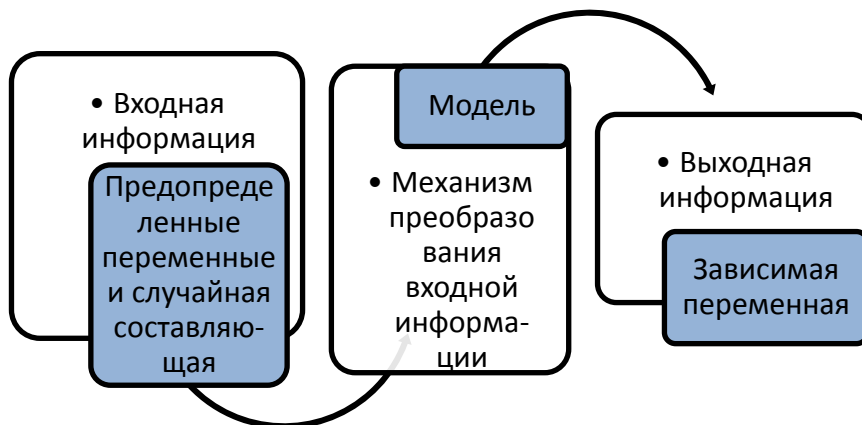 • Входная
информация
Предопреде
ленные
переменные
и случайная
составляю-
щая
Модель
• Механизм
преобразо
вания
входной
информа-
ции
• Выходная
информация
Зависимая
переменная